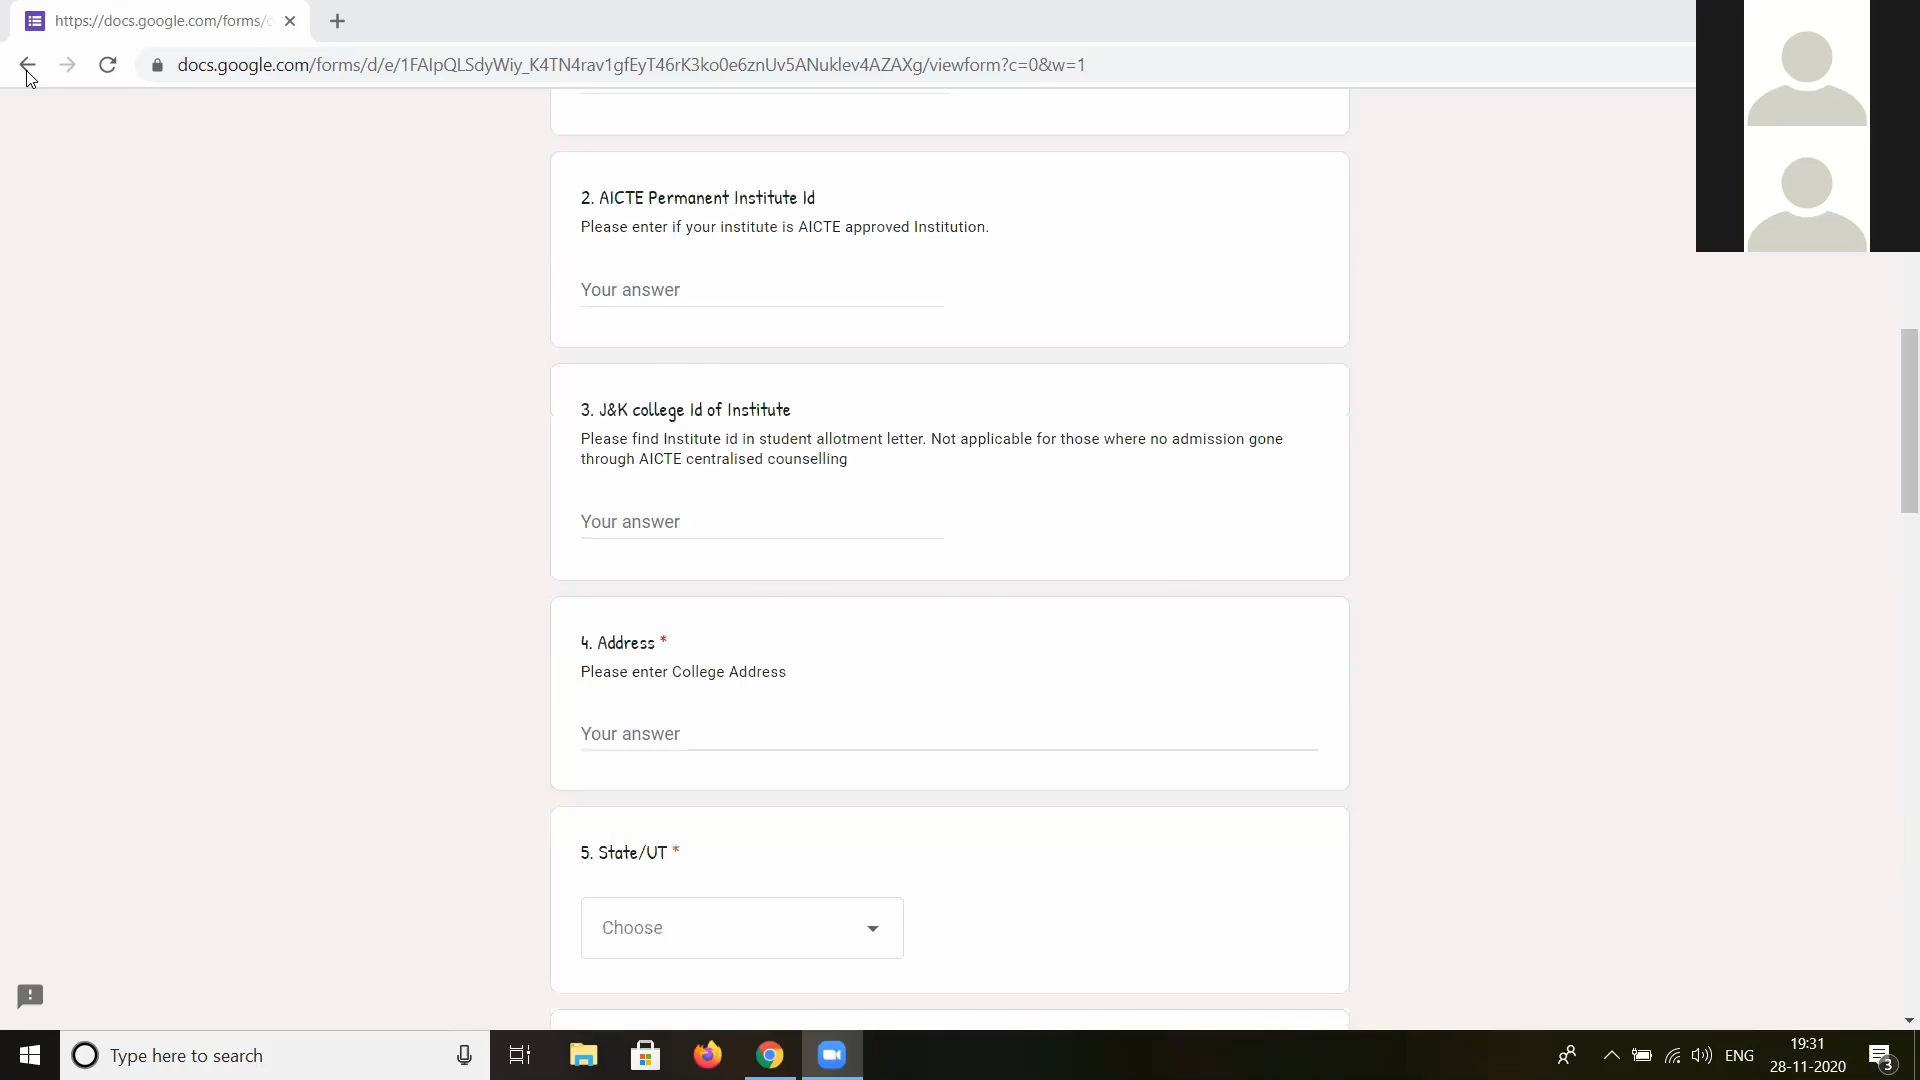 https://docs.google.com/forms/
docs.google.com/forms/d/e/1FAIpQLSdyWiy_K4TN4rav1gfEyT46rK3ko0e6znUv5ANuklev4AZAXg/viewform?c=0&w=1
2. AICTE Permanent Institute Id
Please enter if your institute is AICTE approved Institution.
Your answer
3. J&K college Id of Institute
Please find Institute id in student allotment letter. Not applicable for those where no admission gone
through AICTE centralised counselling
Your answer
4. Address *
Please enter College Address
Your answer
5. State/UT *
Choose
Type here to search
ENG
19:31
28-11-2020
3